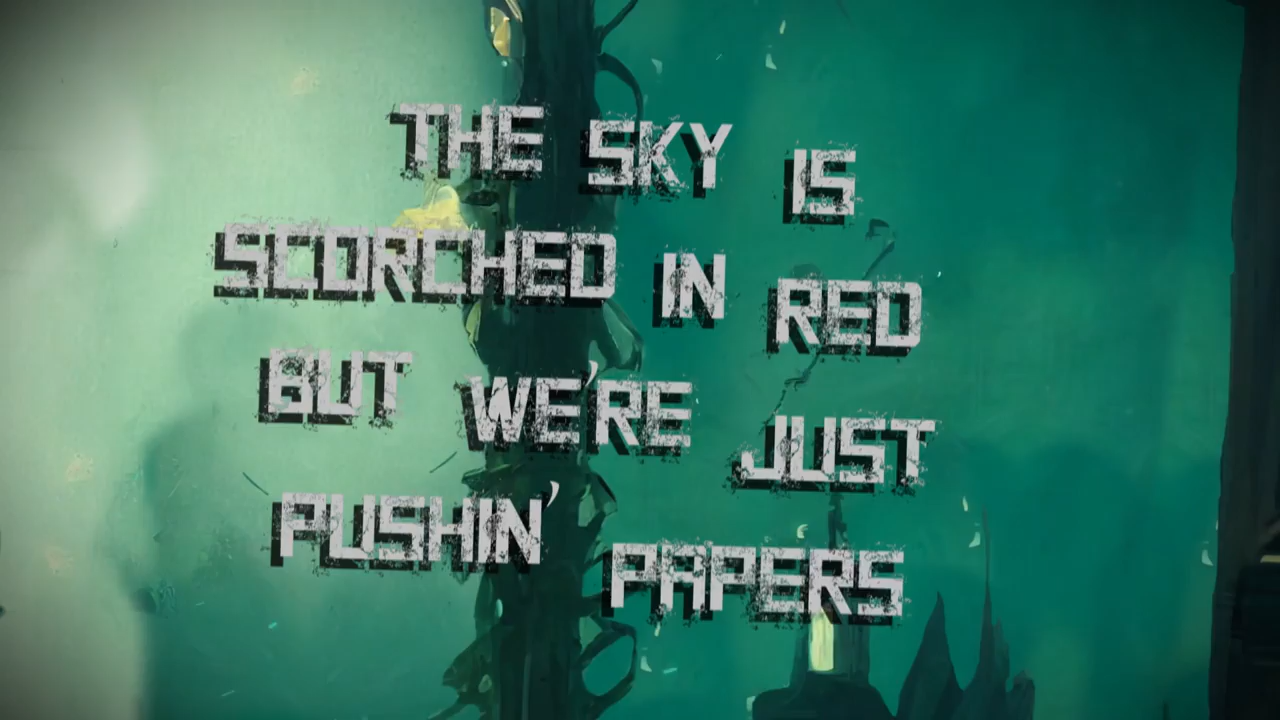 THE SKY IS
SCORCHED IN RED
BUT WE'RE JUST
PUSHIN' PAPERS